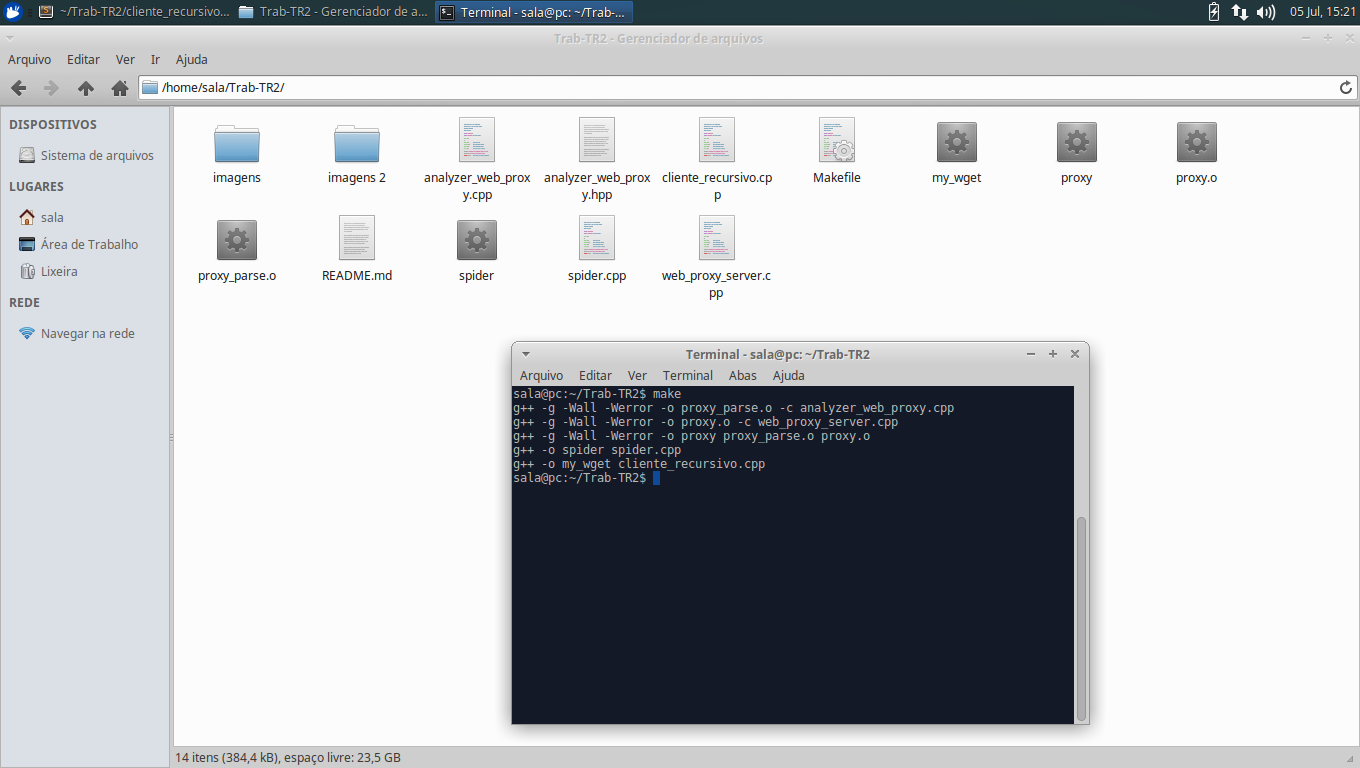 ~/Trab-TR2/cliente_recursivo...
Trab-TR2 - Gerenciador de a...
Terminal - sala@pc: ~/Trab-...
05 Jul, 15:21
Trab-TR2 - Gerenciador de arquivos
Arquivo Editar Ver Ir Ajuda
/home/sala/Trab-TR2/
DISPOSITIVOS
Sistema de arquivos
LUGARES
sala
Área de Trabalho
Lixeira
REDE
Navegar na rede
imagens
imagens 2
analyzer_web_prox
y.cpp
analyzer_web_prox
y.hpp
cliente_recursivo.cp
p
Makefile
my_wget
proxy
proxy.o
proxy_parse.o
README.md
spider
spider.cpp
web_proxy_server.c
pp
Terminal - sala@pc: ~/Trab-TR2
Arquivo Editar Ver Terminal Abas Ajuda
sala@pc:~/Trab-TR2$ make
g++ -g -Wall -Werror -o proxy_parse.o -c analyzer_web_proxy.cpp
g++ -g -Wall -Werror -o proxy.o -c web_proxy_server.cpp
g++ -g -Wall -Werror -o proxy proxy_parse.o proxy.o
g++ -o spider spider.cpp
g++ -o my_wget cliente_recursivo.cpp
sala@pc:~/Trab-TR2$
14 itens (384,4 kB), espaço livre: 23,5 GB